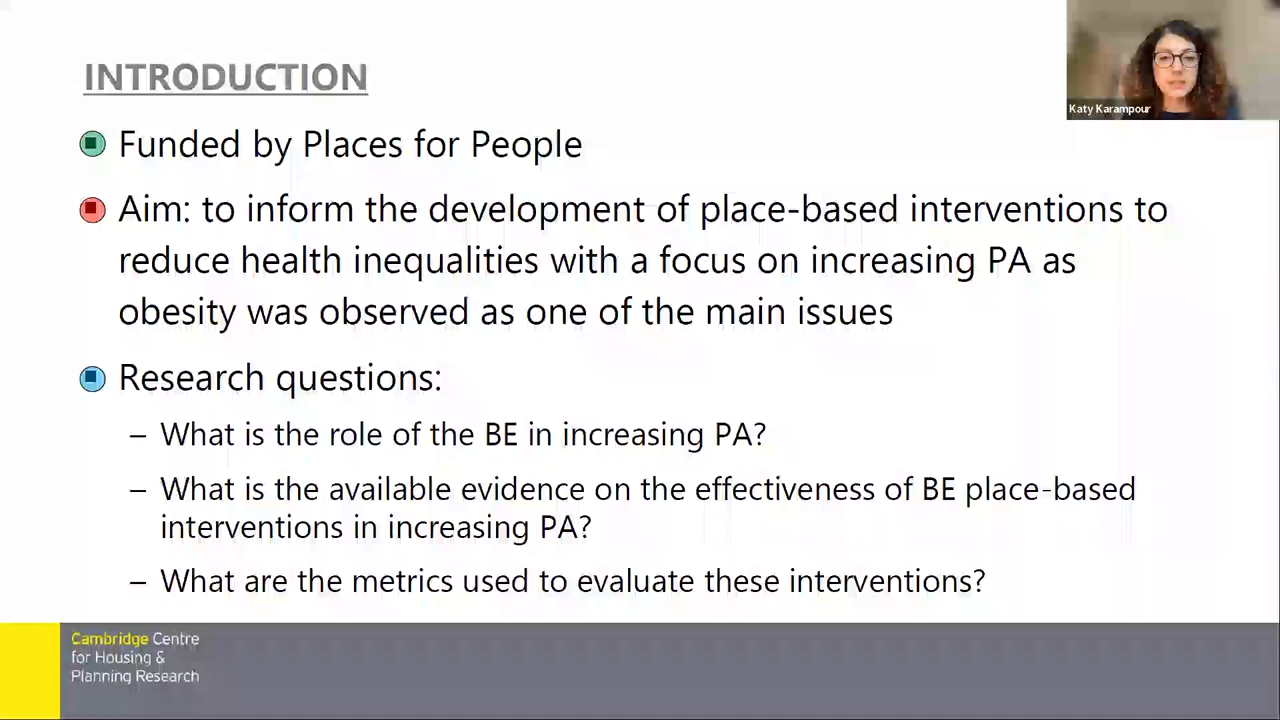 INTRODUCTION
Katy Karampour
Funded by Places for People
Aim: to inform the development of place-based interventions to
reduce health inequalities with a focus on increasing PA as
obesity was observed as one of the main issues
Research questions:
– What is the role of the BE in increasing PA?
– What is the available evidence on the effectiveness of BE place-based
interventions in increasing PA?
– What are the metrics used to evaluate these interventions?
Cambridge Centre
for Housing &
Planning Research